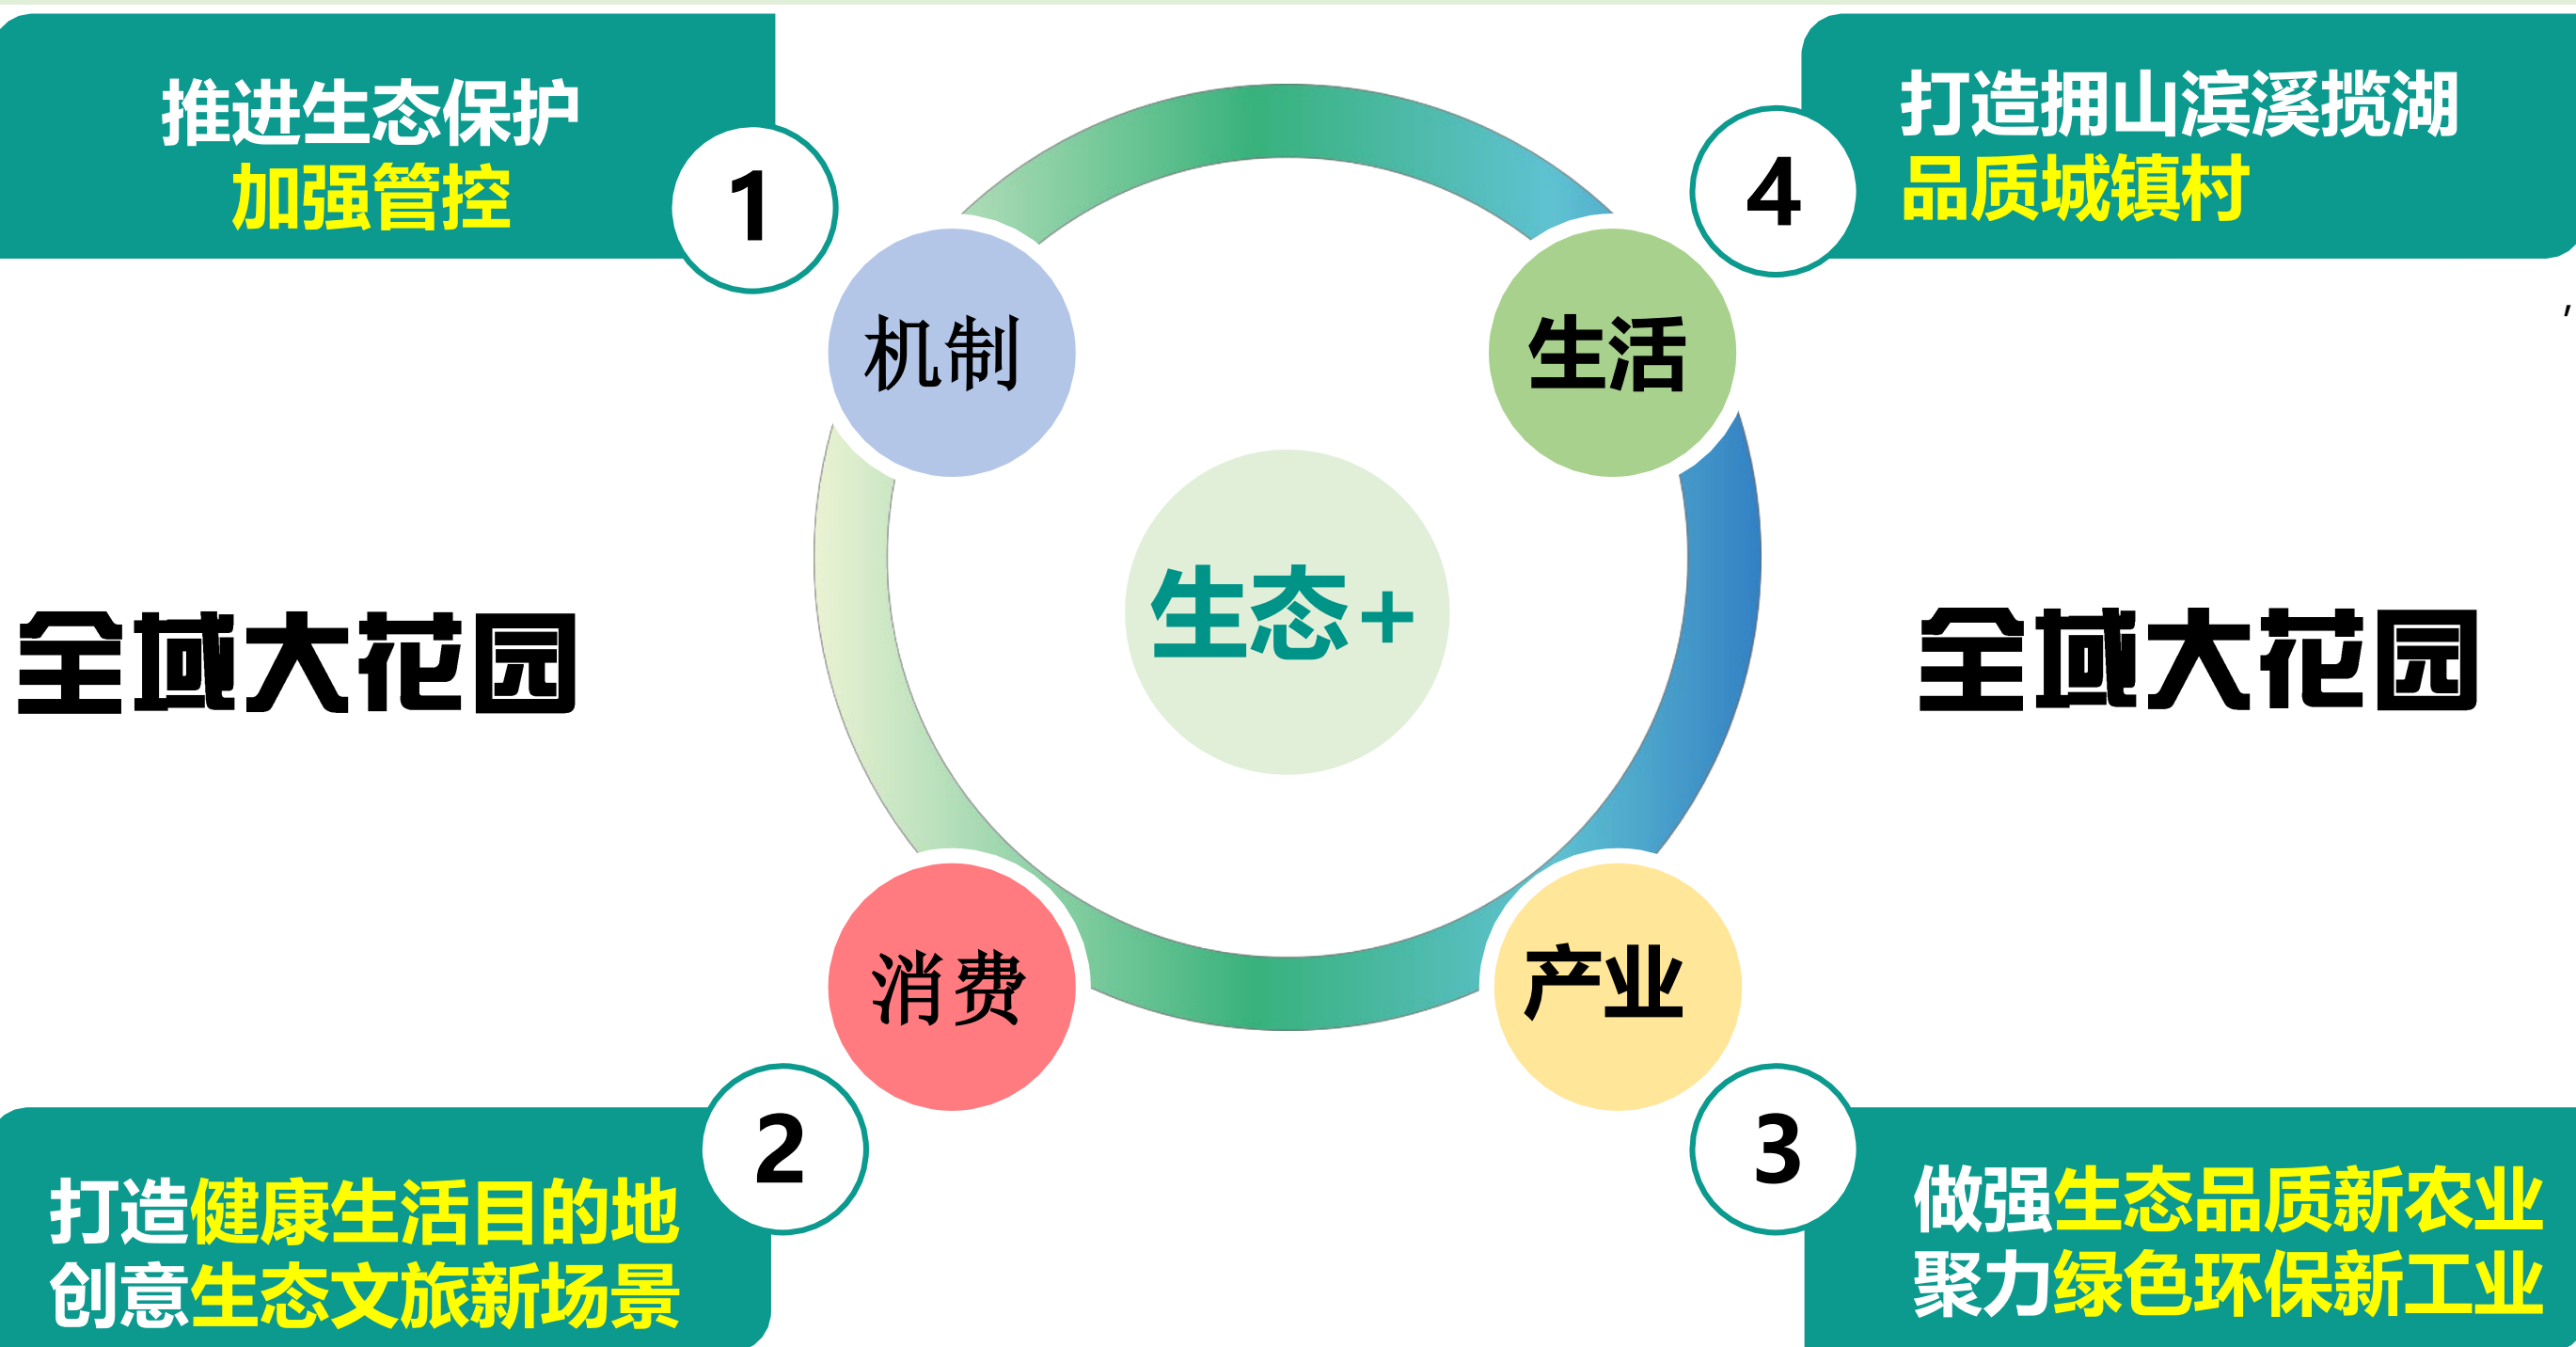 推进生态保护
加强管控
1
机制
全域大花园
消费
2
打造健康生活目的地
创意生态文旅新场景
生态+
4
打造拥山滨溪揽湖
品质城镇村
,
生活
全域大花园
产业
3
做强生态品质新农业
聚力绿色环保新工业